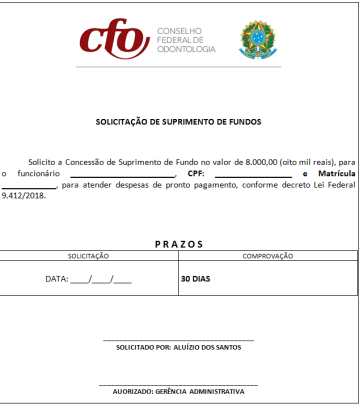 cfo CONSELHO
FEDERAL DE
ODONTOLOGIA
SOLICITAÇÃO DE SUPRIMENTO DE FUNDOS
Solicito a Concessão de Suprimento de Fundo no valor de 8.000,00 (oito mil reais), para
o funcionário ____________________, CPF: ________________ e Matrícula
___________, para atender despesas de pronto pagamento, conforme decreto Lei Federal
9.412/2018.
PRAZOS
SOLICITAÇÃO COMPROVAÇÃO
DATA: ____/____/____ 30 DIAS
SOLICITADO POR: ALUÍZIO DOS SANTOS
AUORIZADO: GERÊNCIA ADMINISTRATIVA